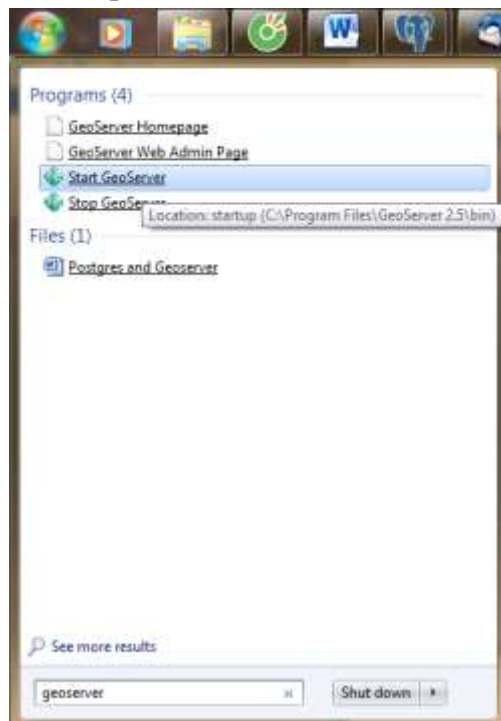 Programs (4)
GeoServer Homepage
GeoServer Web Admin Page
Start GeoServer
Stop GeoServer
Location: startup (C:\Program Files\GeoServer 2.5\bin)
Files (1)
Postgres and Geoserver
See more results
geoserver
Shut down